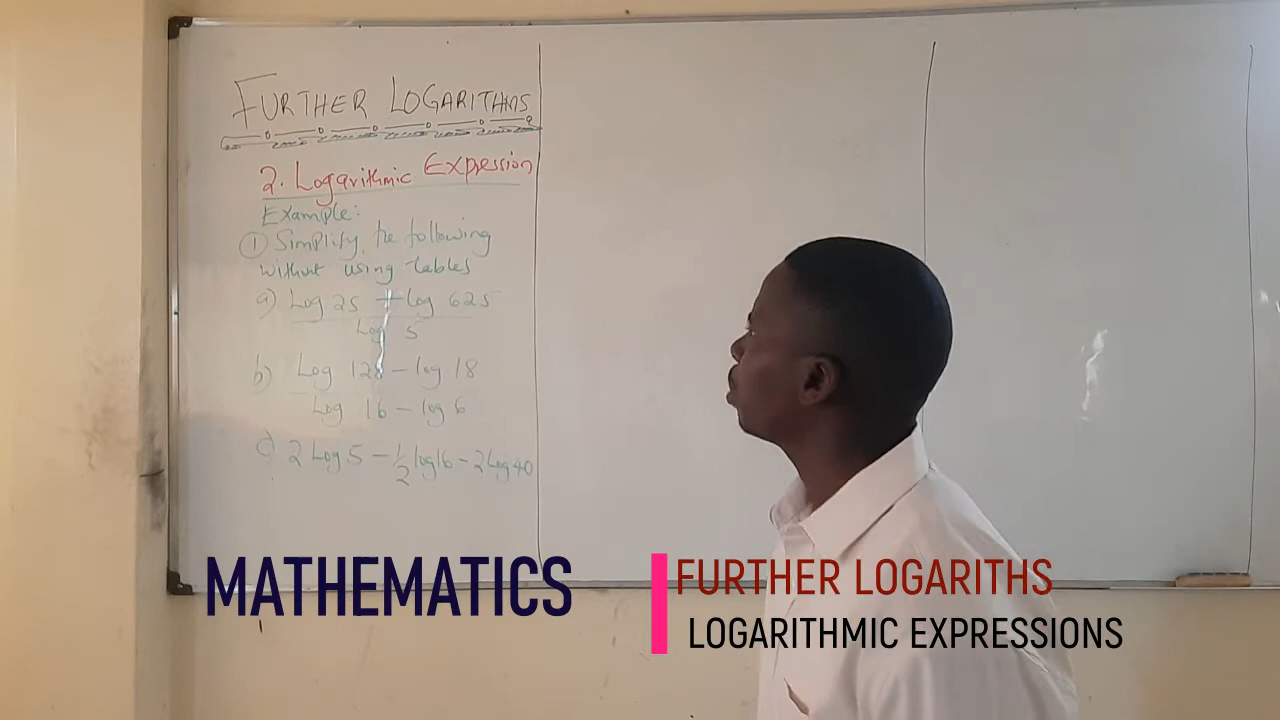 FURTHER LOGARITHMS
2. Logarithmic Expression
Example:
① Simplify the following
without using tables
a) Log 25 + log 625
Log 5
b) Log 128 - log 18
Log 16 - log 6
c) 2 Log 5 - 1/2 log 16 - 2 Log 40
MATHEMATICS
FURTHER LOGARITHS
LOGARITHMIC EXPRESSIONS